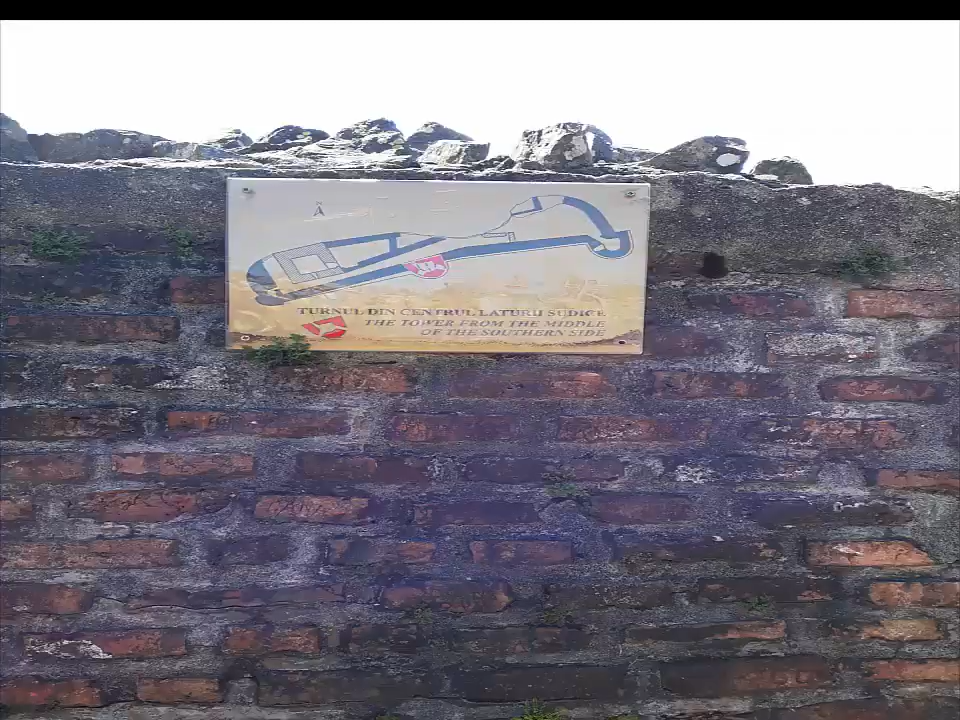 TURNUL DIN CENTRUL LATURII SUDICE
THE TOWER FROM THE MIDDLE
OF THE SOUTHERN SIDE